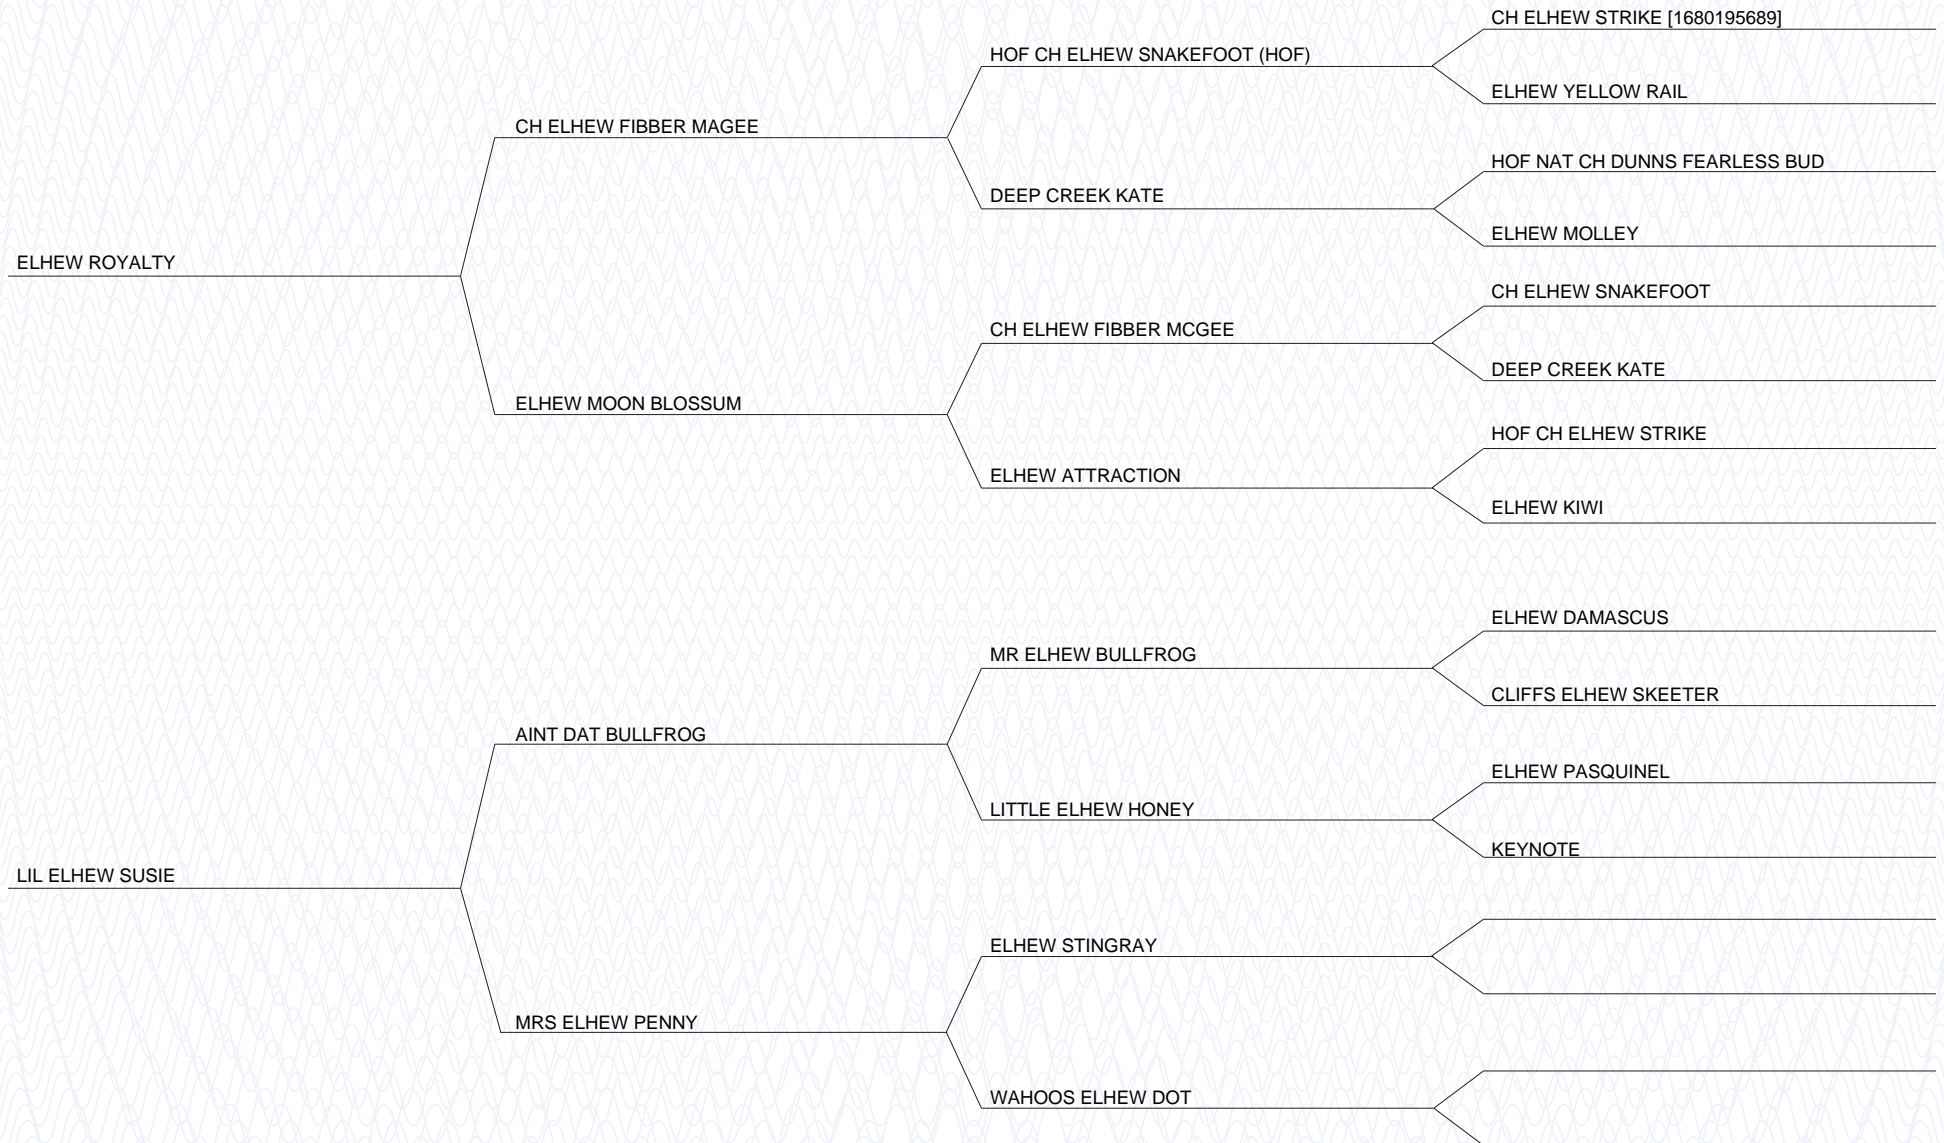 CH ELHEW STRIKE [1680195689]
HOF CH ELHEW SNAKEFOOT (HOF)
ELHEW YELLOW RAIL
CH ELHEW FIBBER MAGEE
HOF NAT CH DUNNS FEARLESS BUD
DEEP CREEK KATE
ELHEW MOLLEY
ELHEW ROYALTY
CH ELHEW SNAKEFOOT
CH ELHEW FIBBER MCGEE
DEEP CREEK KATE
ELHEW MOON BLOSSUM
HOF CH ELHEW STRIKE
ELHEW ATTRACTION
ELHEW KIWI
ELHEW DAMASCUS
MR ELHEW BULLFROG
CLIFFS ELHEW SKEETER
AINT DAT BULLFROG
ELHEW PASQUINEL
LITTLE ELHEW HONEY
KEYNOTE
LIL ELHEW SUSIE
ELHEW STINGRAY
MRS ELHEW PENNY
WAHOOS ELHEW DOT